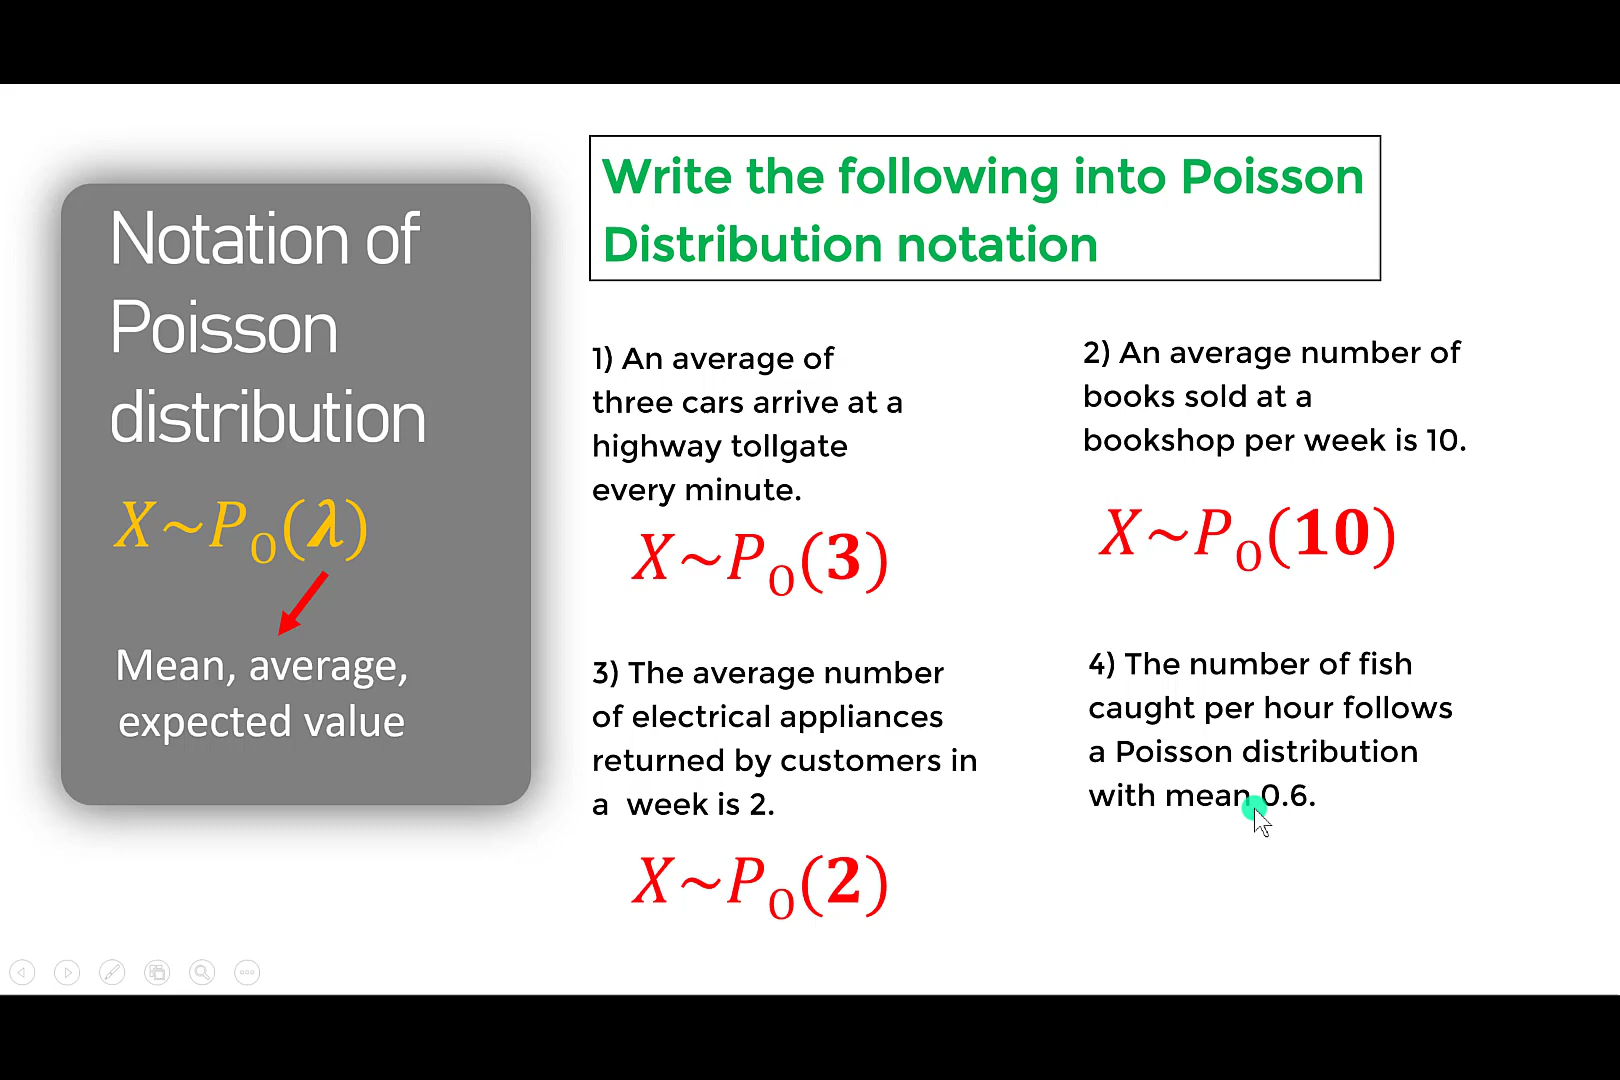 Notation of
Poisson
distribution
X~P₀(λ)
Mean, average,
expected value
Write the following into Poisson
Distribution notation
1) An average of
three cars arrive at a
highway tollgate
every minute.
X~P₀(3)
2) An average number of
books sold at a
bookshop per week is 10.
X~P₀(10)
3) The average number
of electrical appliances
returned by customers in
a  week is 2.
X~P₀(2)
4) The number of fish
caught per hour follows
a Poisson distribution
with mean 0.6.